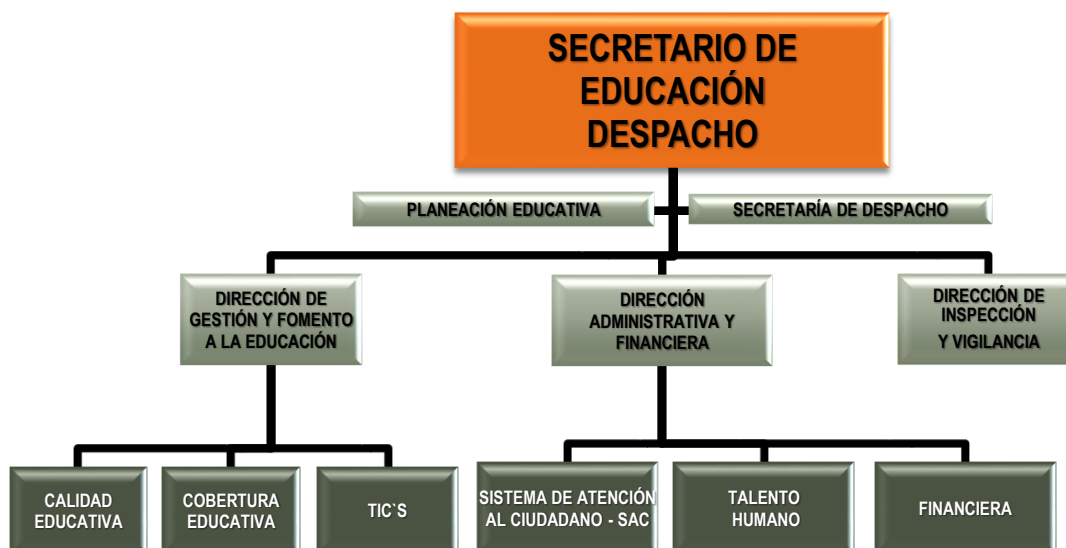 SECRETARIO DE
EDUCACIÓN
DESPACHO
PLANEACIÓN EDUCATIVA
SECRETARÍA DE DESPACHO
DIRECCIÓN DE
GESTIÓN Y FOMENTO
A LA EDUCACIÓN
DIRECCIÓN
ADMINISTRATIVA Y
FINANCIERA
DIRECCIÓN DE
INSPECCIÓN
Y VIGILANCIA
CALIDAD
EDUCATIVA
COBERTURA
EDUCATIVA
TIC`S
SISTEMA DE ATENCIÓN
AL CIUDADANO - SAC
TALENTO
HUMANO
FINANCIERA